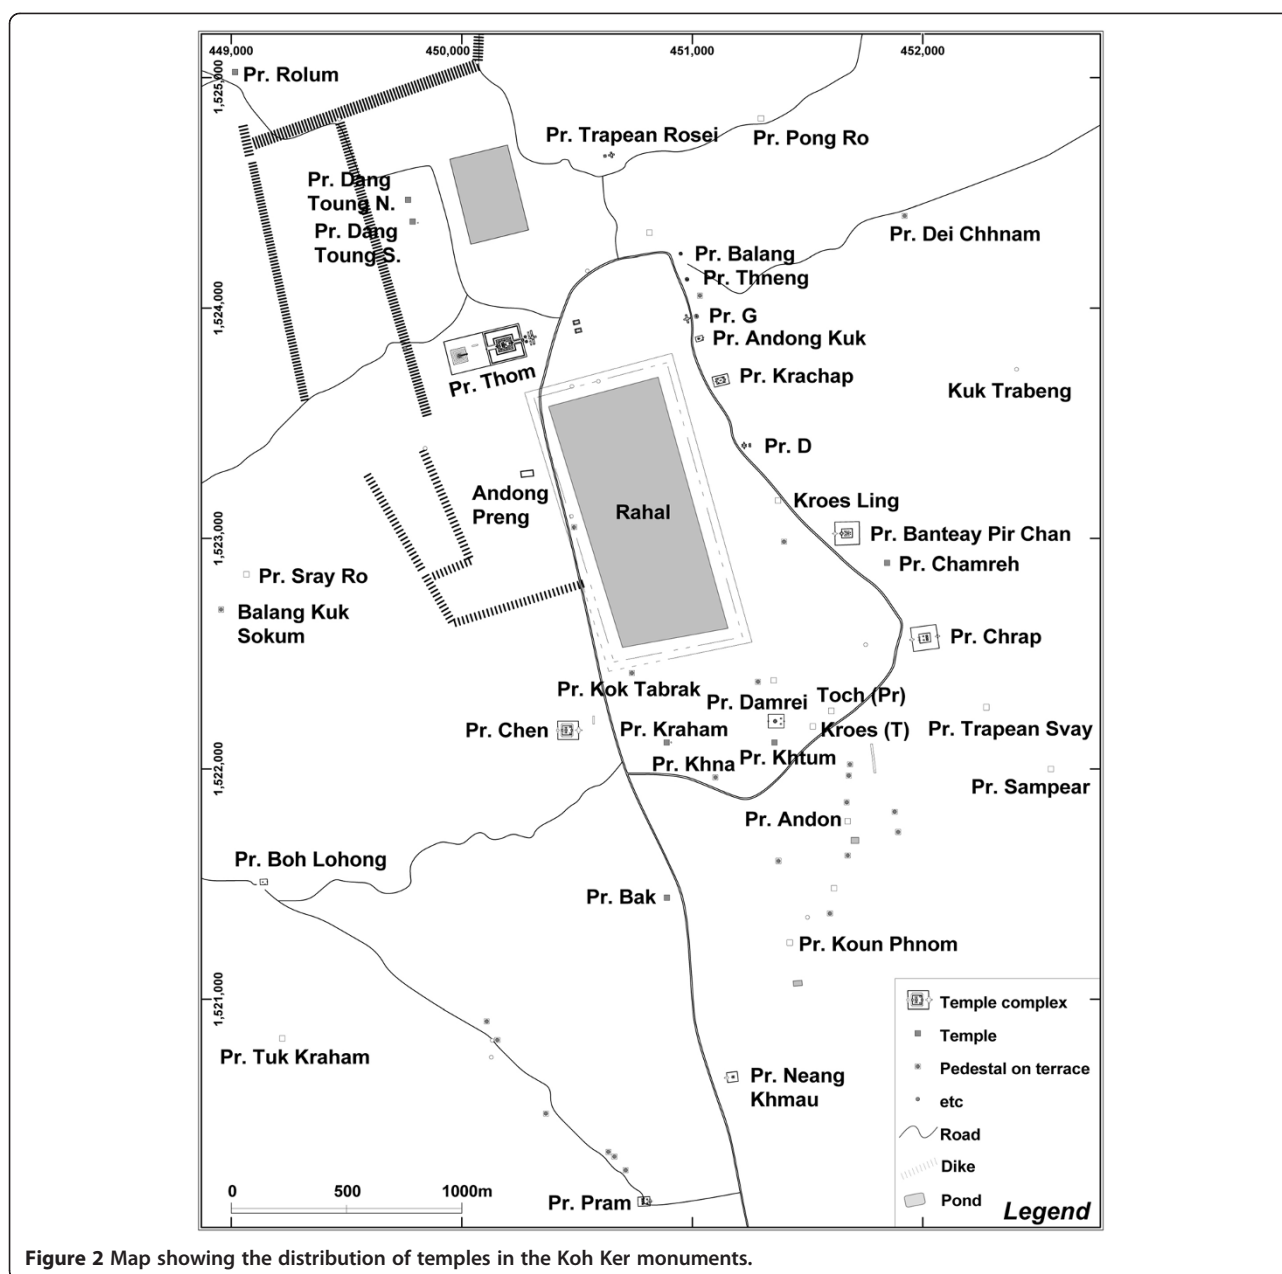 449,000
450,000
451,000
452,000
1,525,000
1,524,000
1,523,000
1,522,000
1,521,000
Pr. Rolum
Pr. Trapean Rosei
Pr. Pong Ro
Pr. Dang
Toung N.
Pr. Dang
Toung S.
Pr. Dei Chhnam
Pr. Balang
Pr. Thneng
Pr. G
Pr. Andong Kuk
Pr. Thom
Pr. Krachap
Kuk Trabeng
Pr. D
Andong
Preng
Rahal
Kroes Ling
Pr. Banteay Pir Chan
Pr. Chamreh
Pr. Sray Ro
Balang Kuk
Sokum
Pr. Chrap
Pr. Kok Tabrak
Pr. Damrei
Toch (Pr)
Pr. Chen
Pr. Kraham
Kroes (T)
Pr. Trapean Svay
Pr. Khna
Pr. Khtum
Pr. Sampear
Pr. Andon
Pr. Boh Lohong
Pr. Bak
Pr. Koun Phnom
Pr. Tuk Kraham
Pr. Neang
Khmau
Pr. Pram
0
500
1000m
Temple complex
Temple
Pedestal on terrace
etc
Road
Dike
Pond
Legend
Figure 2 Map showing the distribution of temples in the Koh Ker monuments.